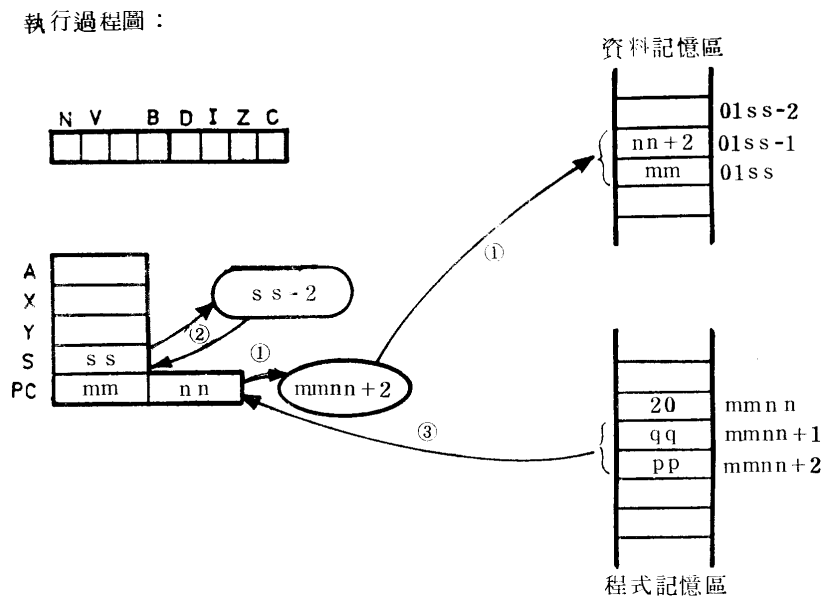 執行過程圖：
資料記憶區
N V B D I Z C
01ss-2
nn+2 01ss-1
mm 01ss
①
A
X
Y
S ss
PC mm nn
ss-2
②
①
mmnn+2
③
20 mmnn
qq mmnn+1
pp mmnn+2
程式記憶區